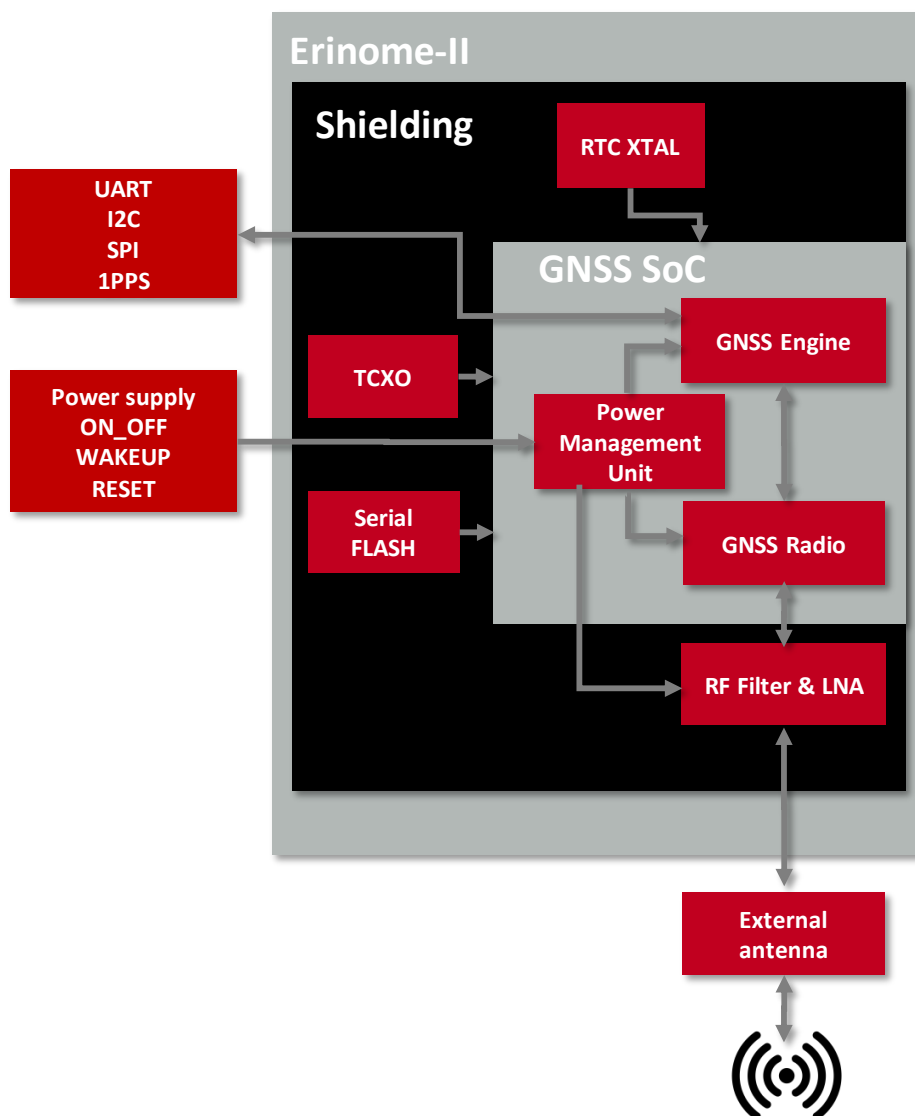 Erinome-II
Shielding
RTC XTAL
UART
I2C
SPI
1PPS
GNSS SoC
GNSS Engine
TCXO
Power supply
ON_OFF
WAKEUP
RESET
Power
Management
Unit
Serial
FLASH
GNSS Radio
RF Filter & LNA
External
antenna